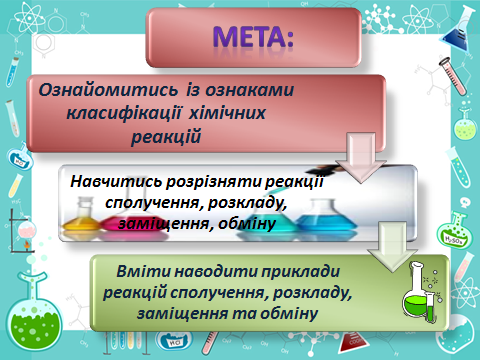 МЕТА:
Ознайомитись із ознаками
класифікації хімічних
реакцій
Навчитись розрізняти реакції
сполучення, розкладу,
заміщення, обміну
Вміти наводити приклади
реакцій сполучення, розкладу,
заміщення та обміну
H₂SO₄
HCl